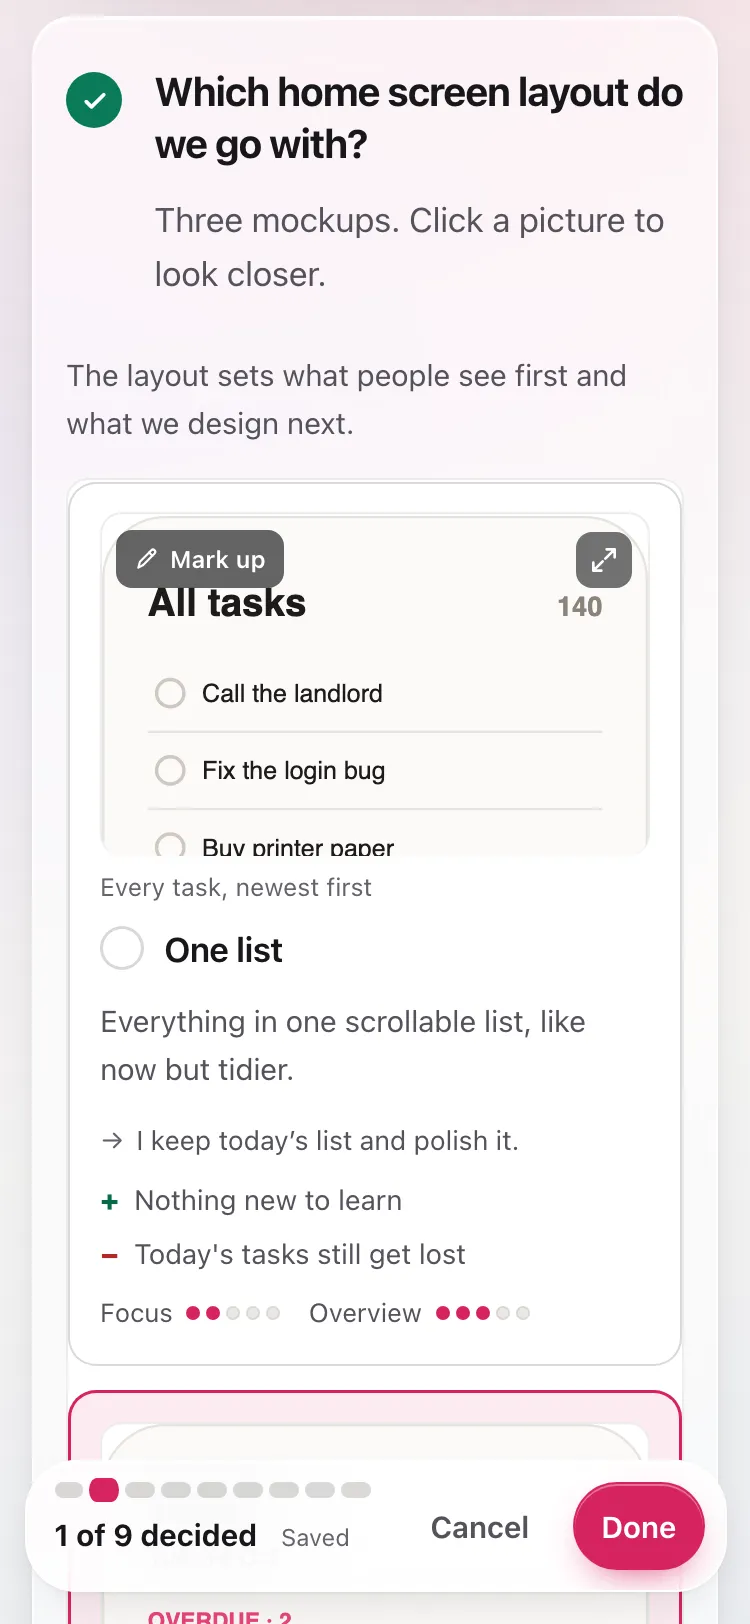 Which home screen layout do
we go with?
Three mockups. Click a picture to
look closer.
The layout sets what people see first and
what we design next.
Mark up
All tasks
140
Call the landlord
Fix the login bug
Buy printer paper
Every task, newest first
One list
Everything in one scrollable list, like
now but tidier.
→ I keep today’s list and polish it.
+ Nothing new to learn
− Today's tasks still get lost
Focus Overview
1 of 9 decided Saved Cancel Done
OVERDUE · 2